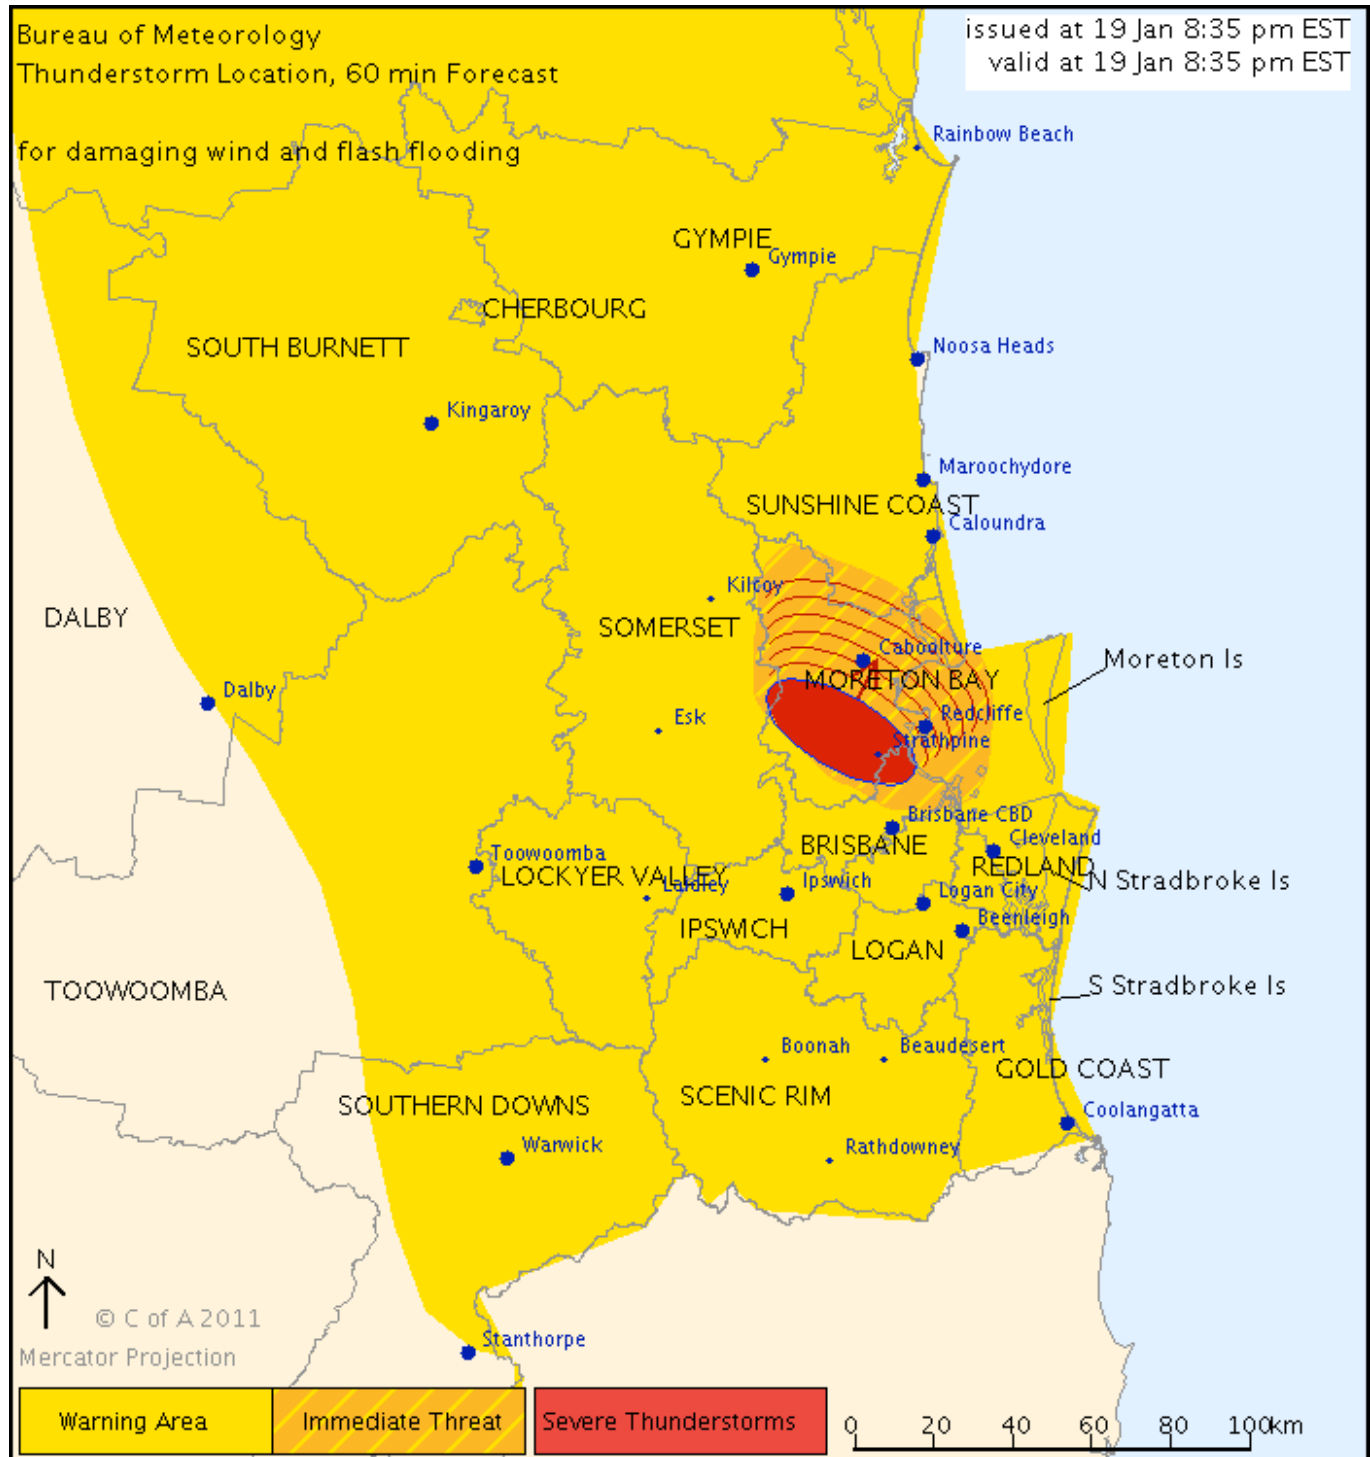 Bureau of Meteorology
issued at 19 Jan 8:35 pm EST
Thunderstorm Location, 60 min Forecast
valid at 19 Jan 8:35 pm EST
for damaging wind and flash flooding
Rainbow Beach
GYMPIE
Gympie
CHERBOURG
SOUTH BURNETT
Noosa Heads
Kingaroy
Maroochydore
SUNSHINE COAST
Caloundra
Kilcoy
DALBY
SOMERSET
Caboolture
Moreton Is
MORETON BAY
Dalby
Esk
Redcliffe
Strathpine
Brisbane CBD
BRISBANE
Cleveland
Toowoomba
REDLAND
LOCKYER VALLEY
Laidley
Ipswich
N Stradbroke Is
Logan City
Beenleigh
IPSWICH
LOGAN
TOOWOOMBA
S Stradbroke Is
Boonah
Beaudesert
GOLD COAST
SCENIC RIM
SOUTHERN DOWNS
Coolangatta
Warwick
Rathdowney
N
© C of A 2011
Stanthorpe
Mercator Projection
Warning Area
Immediate Threat
Severe Thunderstorms
0 20 40 60 80 100km